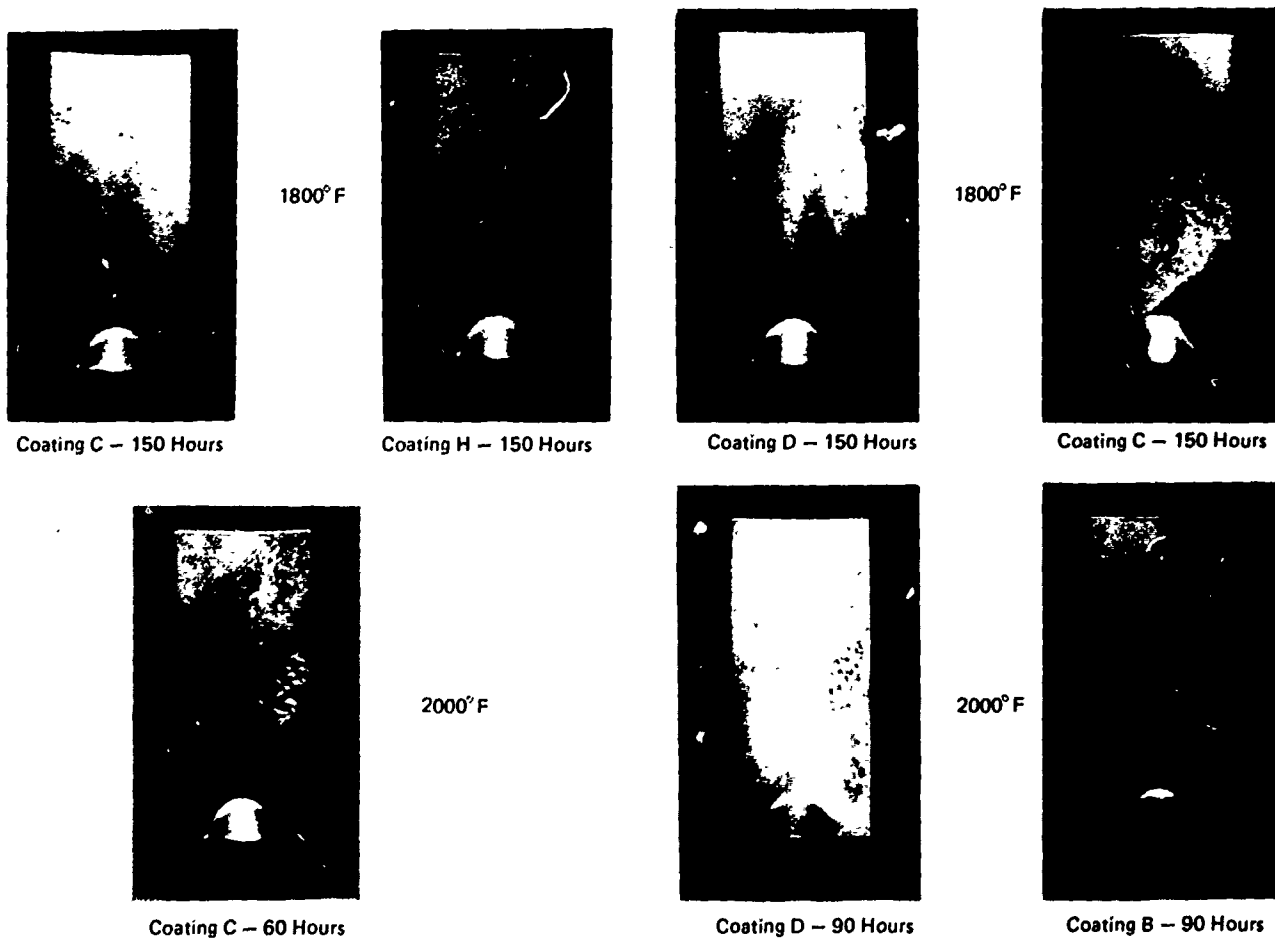 1800°F
1800°F
Coating C — 150 Hours
Coating H — 150 Hours
Coating D — 150 Hours
Coating C — 150 Hours
2000°F
2000°F
Coating C — 60 Hours
Coating D — 90 Hours
Coating B — 90 Hours